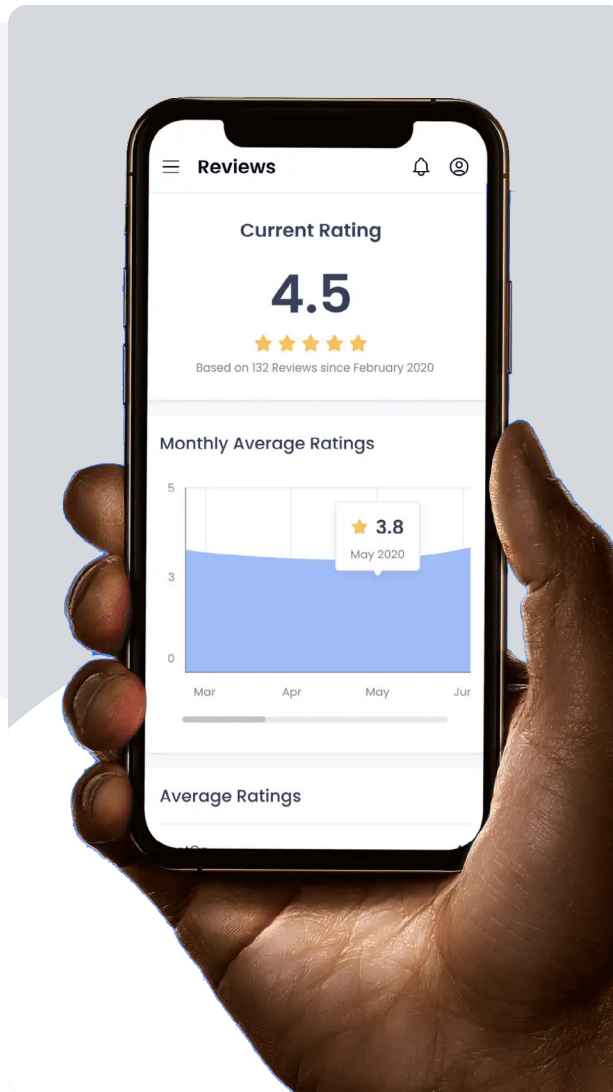 Reviews
Current Rating
4.5
Based on 132 Reviews since February 2020
Monthly Average Ratings
5
3.8
May 2020
3
0
Mar Apr May Jun
Average Ratings